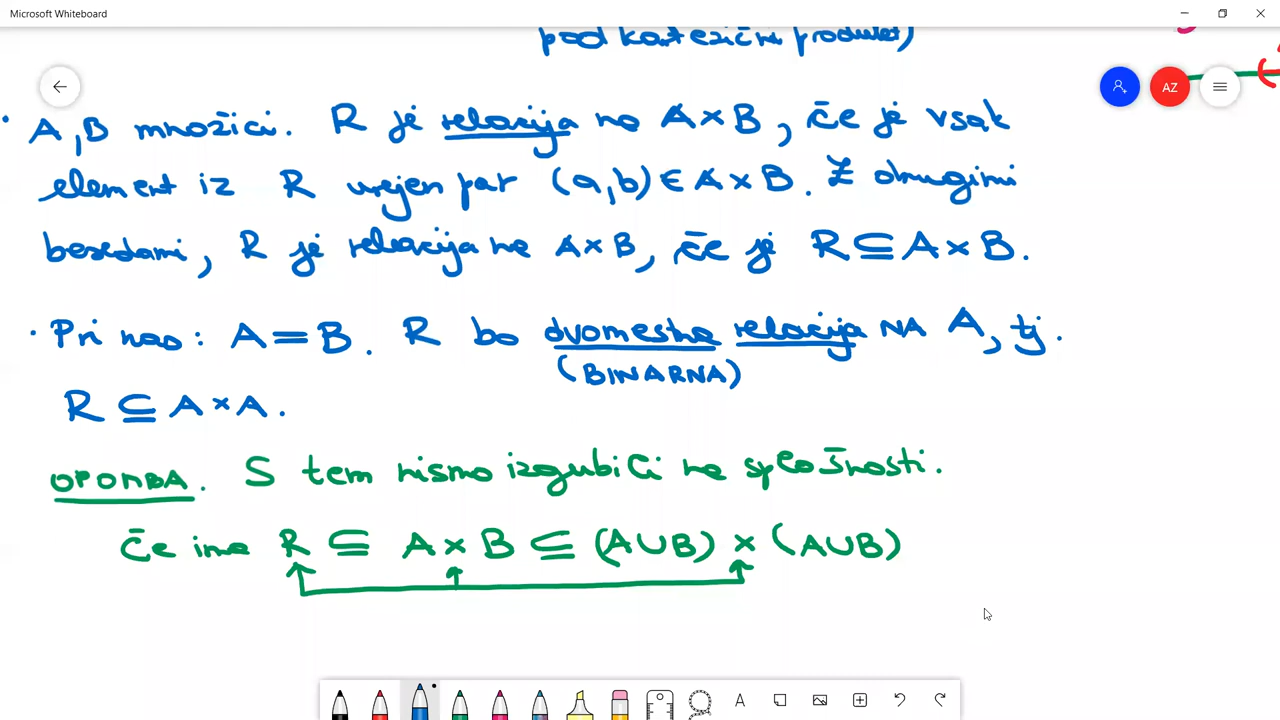 Microsoft Whiteboard
pod kartezični produkt)
AZ
· A, B množici. R je relacija na A×B, če je vsak
element iz R urejen par (a,b) ∈ A×B. Z drugimi
besedami, R je relacija na A×B, če je R ⊆ A×B.
· Pri nas: A=B. R bo dvomestna relacija NA A, tj.
(BINARNA)
R ⊆ A×A.
OPOMBA. S tem nismo izgubili na splošnosti.
Če imaR ⊆ A×B ⊆ (A∪B) × (A∪B)
A